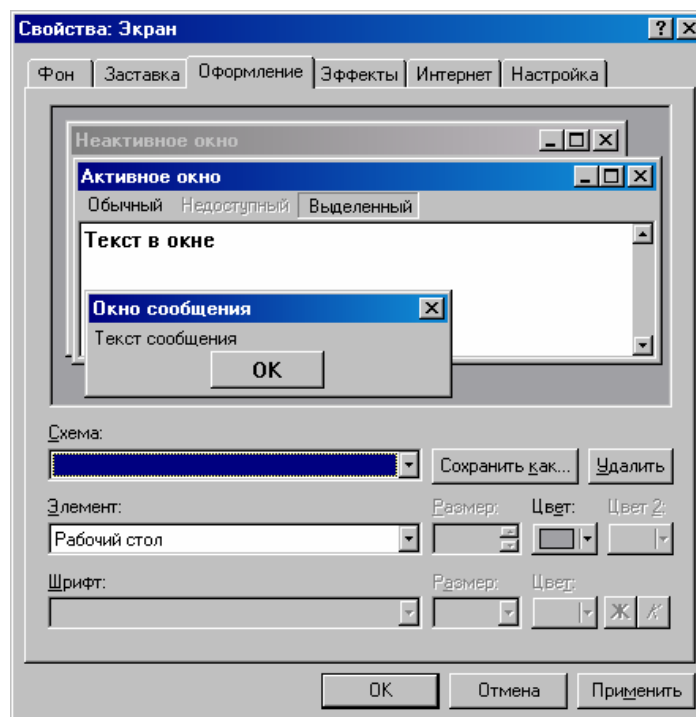 Свойства: Экран
Фон Заставка Оформление Эффекты Интернет Настройка
Неактивное окно
Активное окно
Обычный Недоступный Выделенный
Текст в окне
Окно сообщения
Текст сообщения
OK
Схема:
Сохранить как... Удалить
Элемент: Размер: Цвет: Цвет 2:
Рабочий стол
Шрифт: Размер: Цвет:
Ж К
OK Отмена Применить